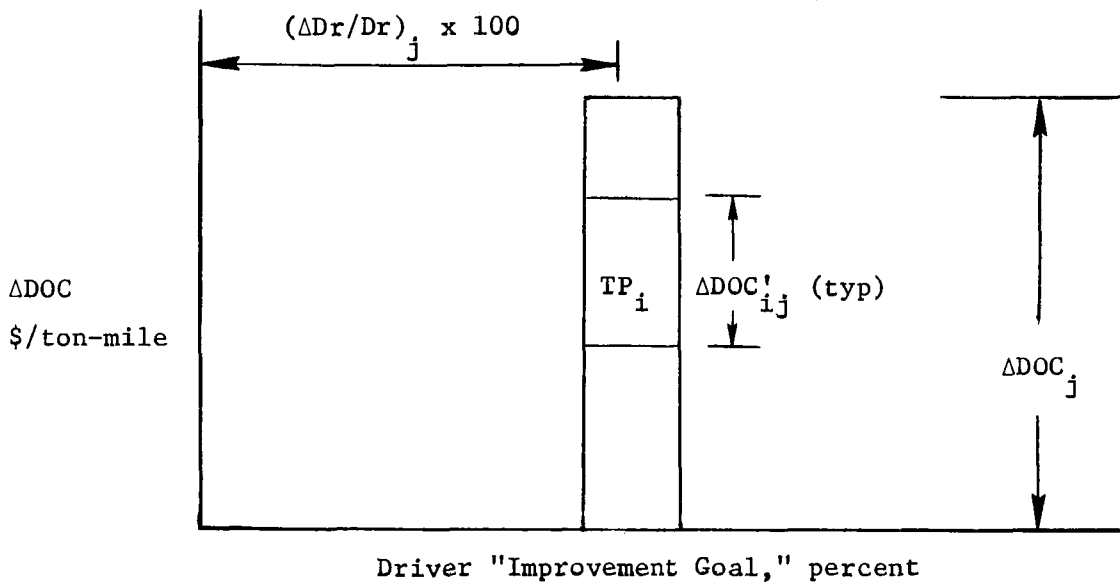 (ΔDr/Dr)j x 100
ΔDOC
$/ton-mile
TPi
ΔDOC'ij (typ)
ΔDOCj
Driver "Improvement Goal," percent